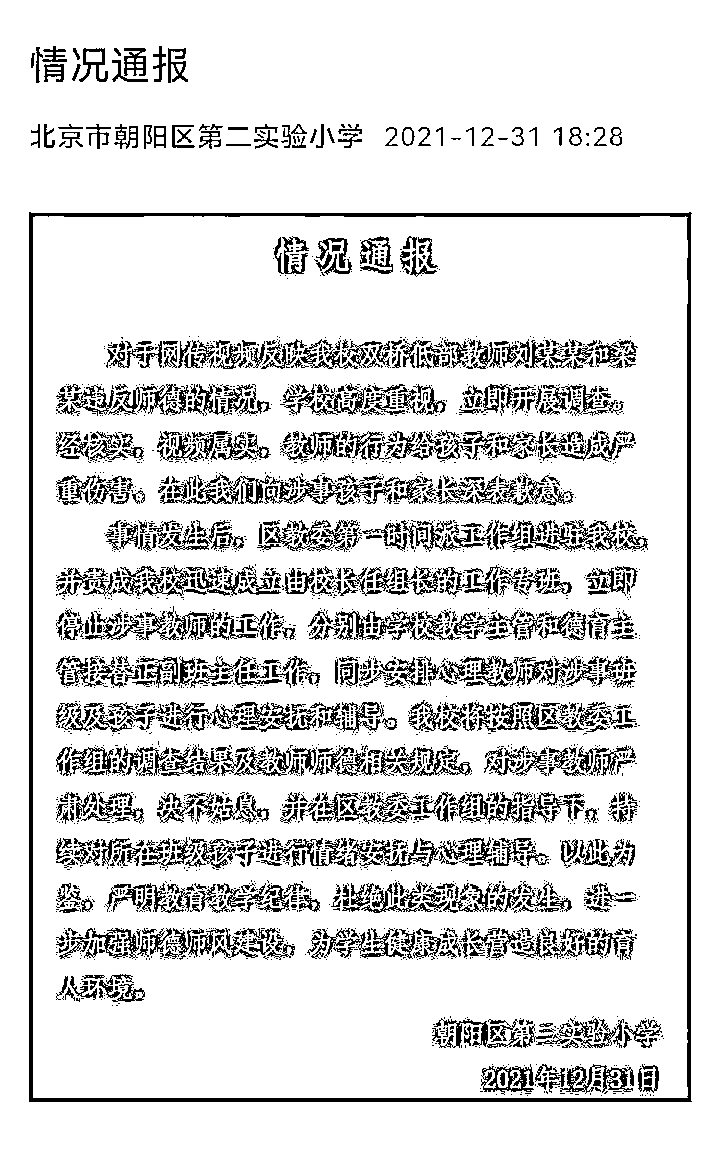 情况通报
北京市朝阳区第二实验小学 2021-12-31 18:28
情况通报
对于网传视频反映我校双桥低部教师刘某某和梁
某违反师德的情况，学校高度重视，立即开展调查。
经核实，视频属实，教师的行为给孩子和家长造成严
重伤害。在此我们向涉事孩子和家长深表歉意。
事情发生后，区教委第一时间派工作组进驻我校，
并责成我校迅速成立由校长任组长的工作专班，立即
停止涉事教师的工作，分别由学校教学主管和德育主
管接替正副班主任工作，同步安排心理教师对涉事班
级及孩子进行心理安抚和辅导。我校将按照区教委工
作组的调查结果及教师师德相关规定，对涉事教师严
肃处理，决不姑息，并在区教委工作组的指导下，持
续对所在班级孩子进行情绪安抚与心理辅导。以此为
鉴，严明教育教学纪律，杜绝此类现象的发生，进一
步加强师德师风建设，为学生健康成长营造良好的育
人环境。
朝阳区第二实验小学
2021年12月31日